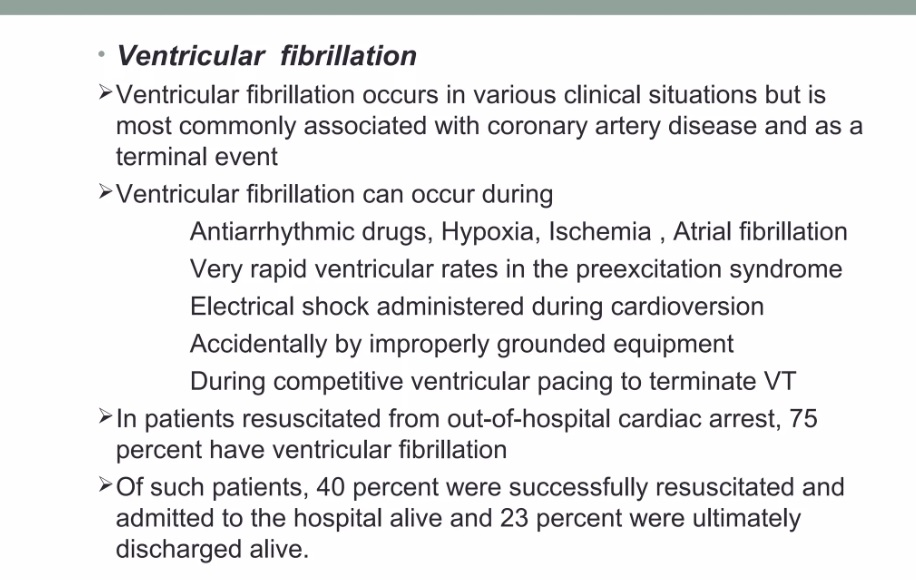 • Ventricular fibrillation
➢Ventricular fibrillation occurs in various clinical situations but is
most commonly associated with coronary artery disease and as a
terminal event
➢Ventricular fibrillation can occur during
Antiarrhythmic drugs, Hypoxia, Ischemia , Atrial fibrillation
Very rapid ventricular rates in the preexcitation syndrome
Electrical shock administered during cardioversion
Accidentally by improperly grounded equipment
During competitive ventricular pacing to terminate VT
➢In patients resuscitated from out-of-hospital cardiac arrest, 75
percent have ventricular fibrillation
➢Of such patients, 40 percent were successfully resuscitated and
admitted to the hospital alive and 23 percent were ultimately
discharged alive.